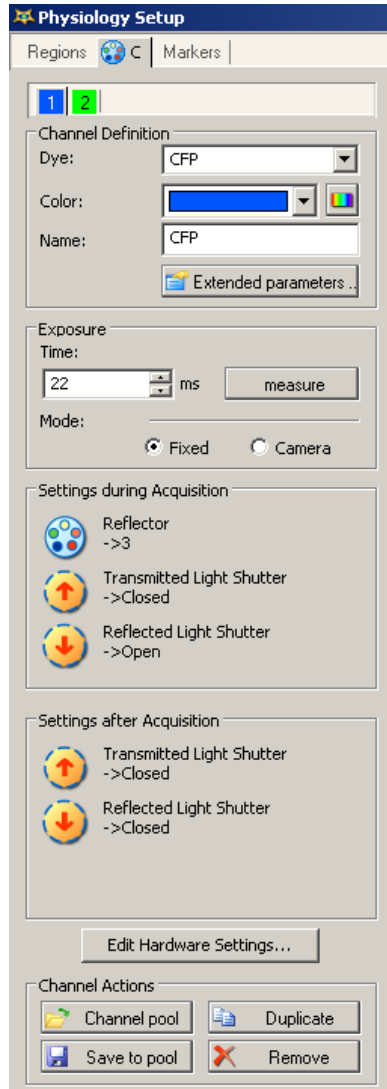 Physiology Setup
Regions C Markers
1 2
Channel Definition
Dye: CFP
Color:
Name: CFP
Extended parameters ..
Exposure
Time:
22 ms measure
Mode:
Fixed Camera
Settings during Acquisition
Reflector
->3
Transmitted Light Shutter
->Closed
Reflected Light Shutter
->Open
Settings after Acquisition
Transmitted Light Shutter
->Closed
Reflected Light Shutter
->Closed
Edit Hardware Settings...
Channel Actions
Channel pool Duplicate
Save to pool Remove